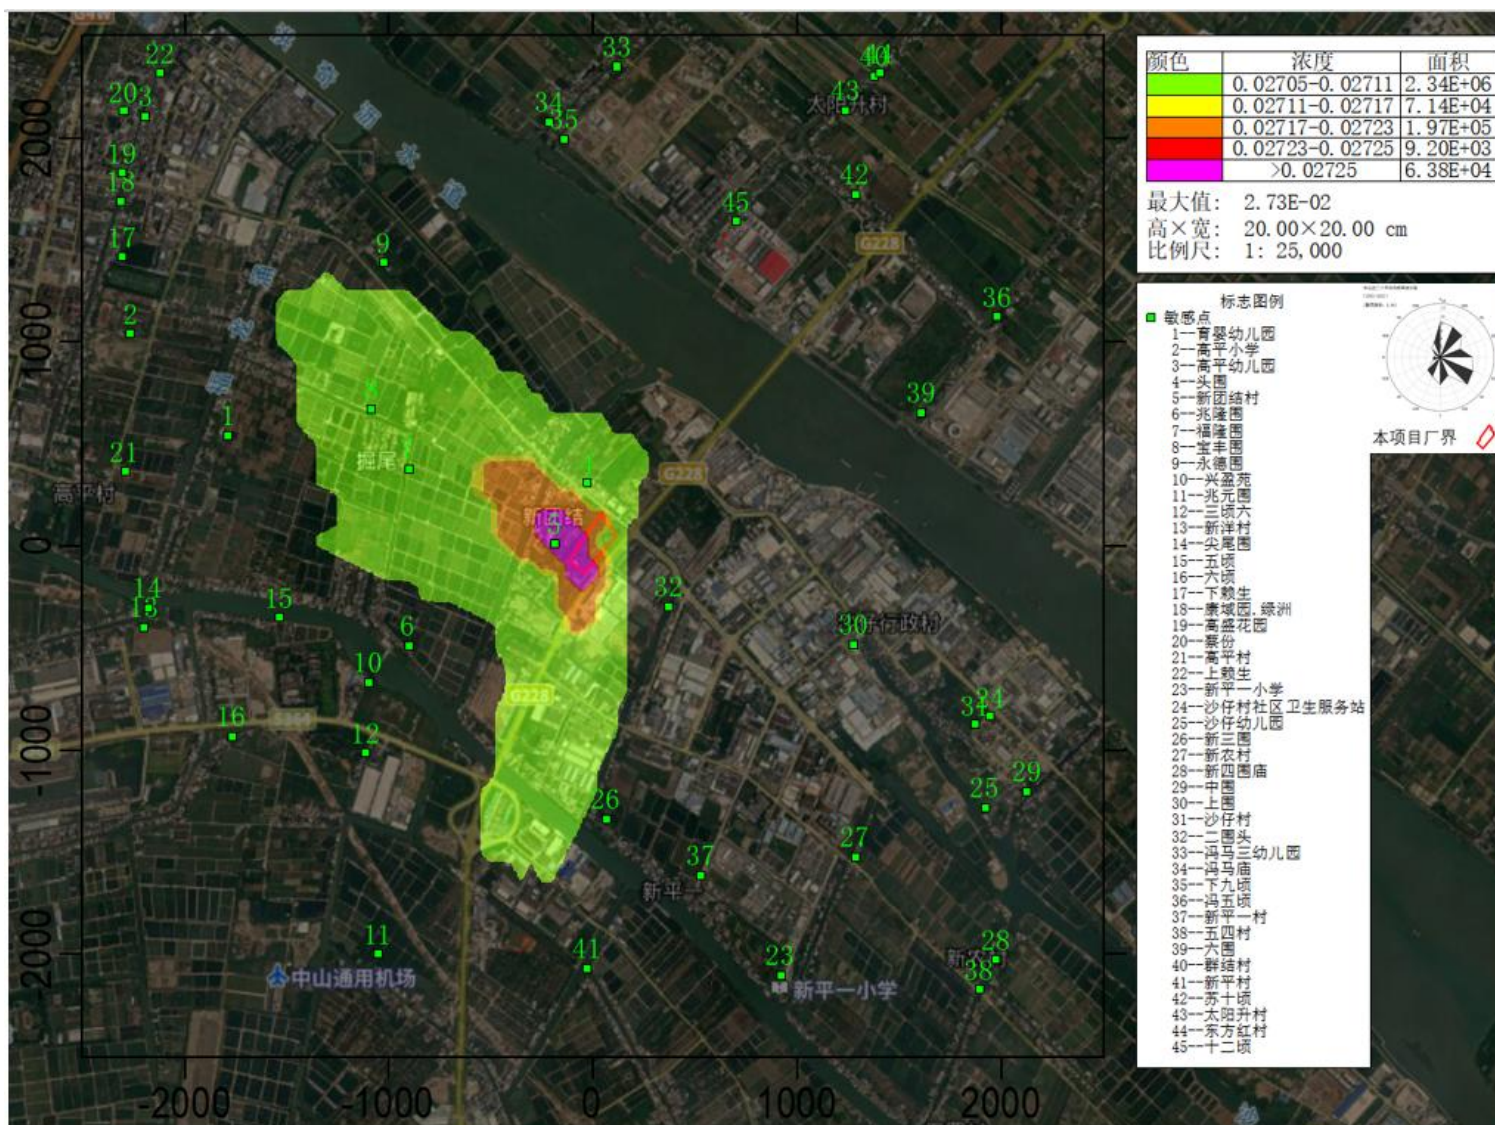 颜色 浓度 面积
0.02705-0.02711 2.34E+06
0.02711-0.02717 7.14E+04
0.02717-0.02723 1.97E+05
0.02723-0.02725 9.20E+03
>0.02725 6.38E+04
最大值: 2.73E-02
高×宽: 20.00×20.00 cm
比例尺: 1: 25,000
标志图例
敏感点
1--育婴幼儿园
2--高平小学
3--高平幼儿园
4--头围
5--新团结村
6--兆隆围
7--福隆围
8--宝丰围
9--永德围
10--兴盈苑
11--兆元围
12--三顷六
13--新洋村
14--尖尾围
15--五顷
16--六顷
17--下赖生
18--康域园.绿洲
19--高盛花园
20--蔡份
21--高平村
22--上赖生
23--新平一小学
24--沙仔村社区卫生服务站
25--沙仔幼儿园
26--新三围
27--新农村
28--新四围庙
29--中围
30--上围
31--沙仔村
32--二围头
33--冯马三幼儿园
34--冯马庙
35--下九顷
36--冯五顷
37--新平一村
38--五四村
39--六围
40--群结村
41--新平村
42--苏十顷
43--太阳升村
44--东方红村
45--十二顷
本项目厂界
22
33
20
3
34
35
43
太阳升村
19
18
42
45
17
9
G228
36
2
39
1
掘尾
4
G228
21
高平村
新团结
5
14
13
15
32
6
30
10
G228
24
31
16
12
29
25
26
27
37
新平一
11
中山通用机场
41
23
新平一小学
28
38
2000
1000
0
-1000
-2000
-2000 -1000 0 1000 2000